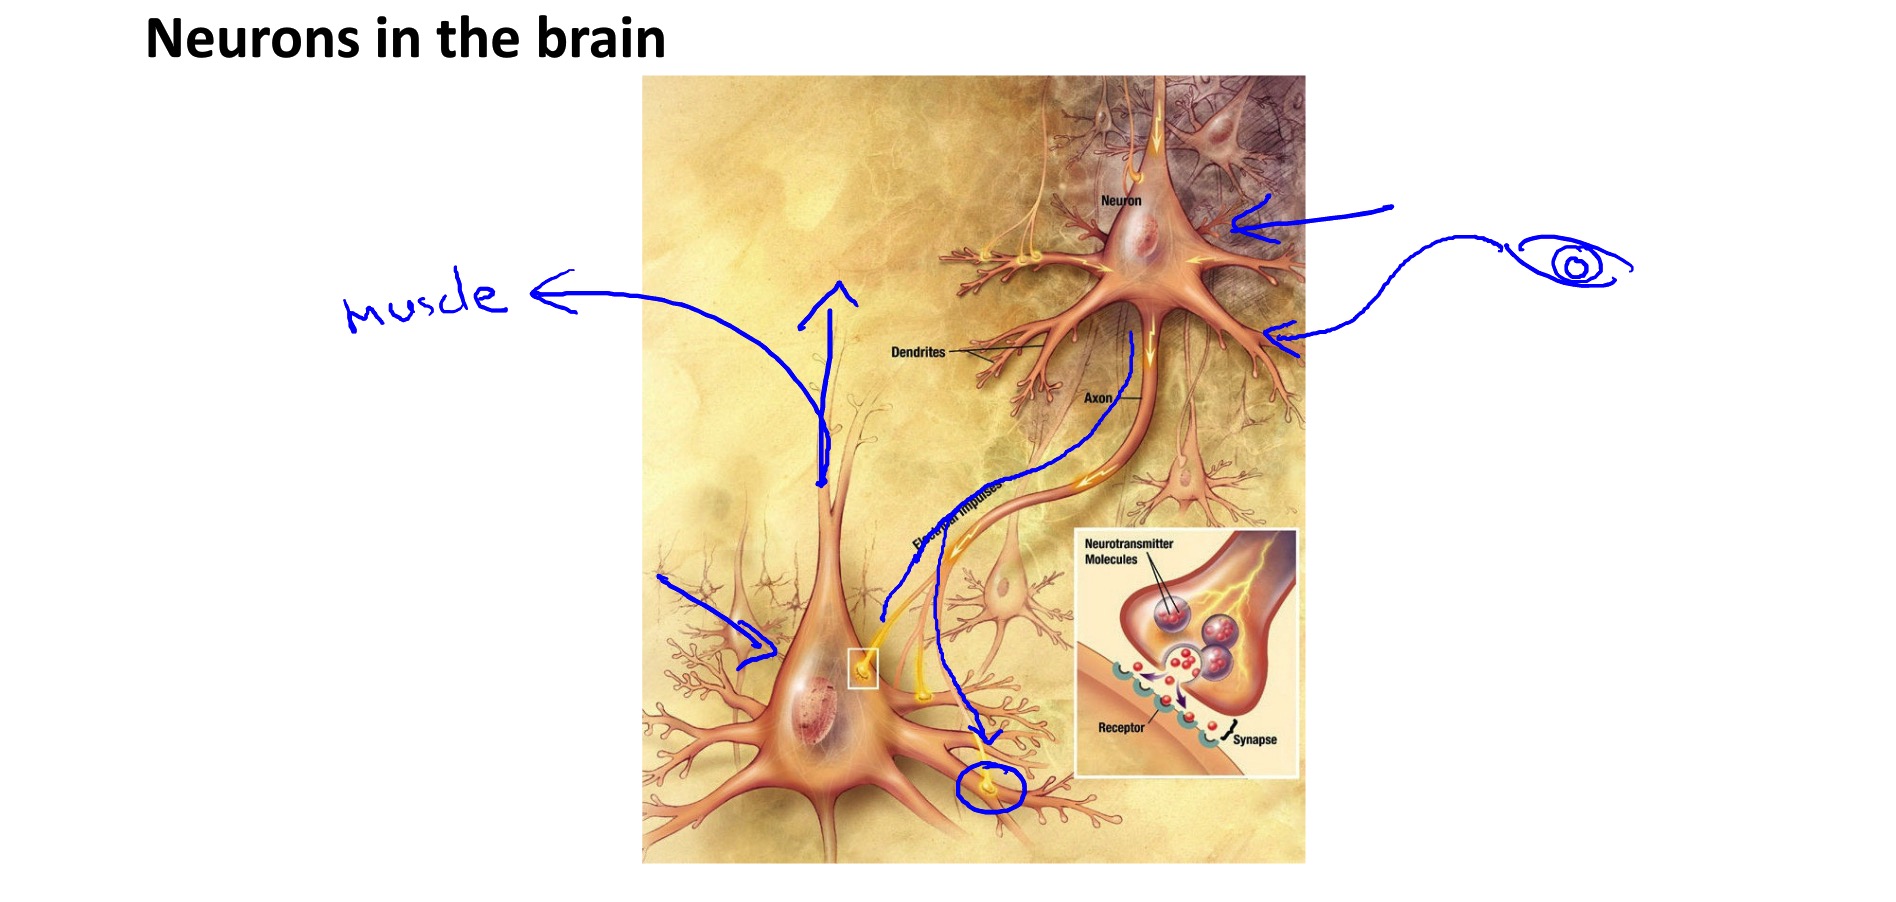 Neurons in the brain
Neuron
muscle
Dendrites
Axon
Electrical Impulses
Neurotransmitter
Molecules
Receptor
Synapse